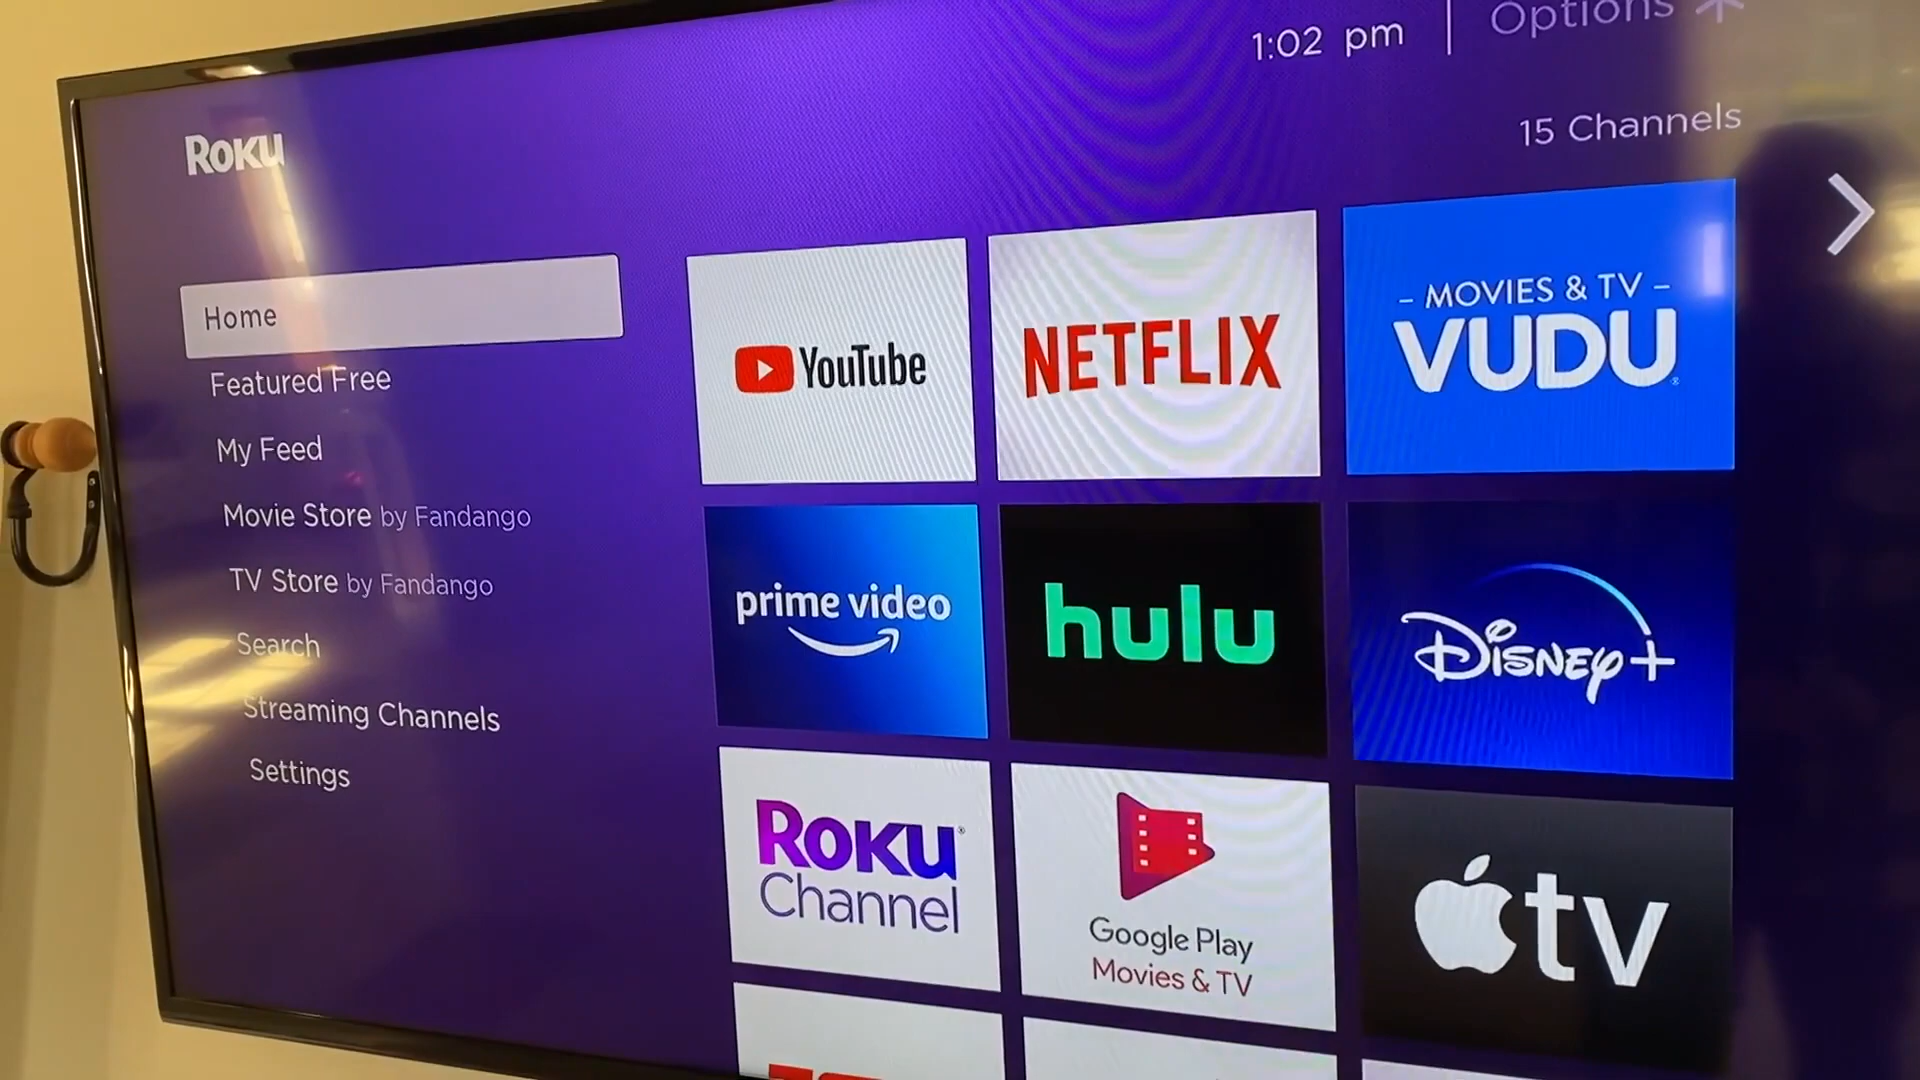 1:02 pm
Options
15 Channels
Roku
Home
Featured Free
My Feed
Movie Store by Fandango
TV Store by Fandango
Search
Streaming Channels
Settings
YouTube
NETFLIX
MOVIES & TV
VUDU
prime video
hulu
Disney+
Roku
Channel
Google Play
Movies & TV
tv